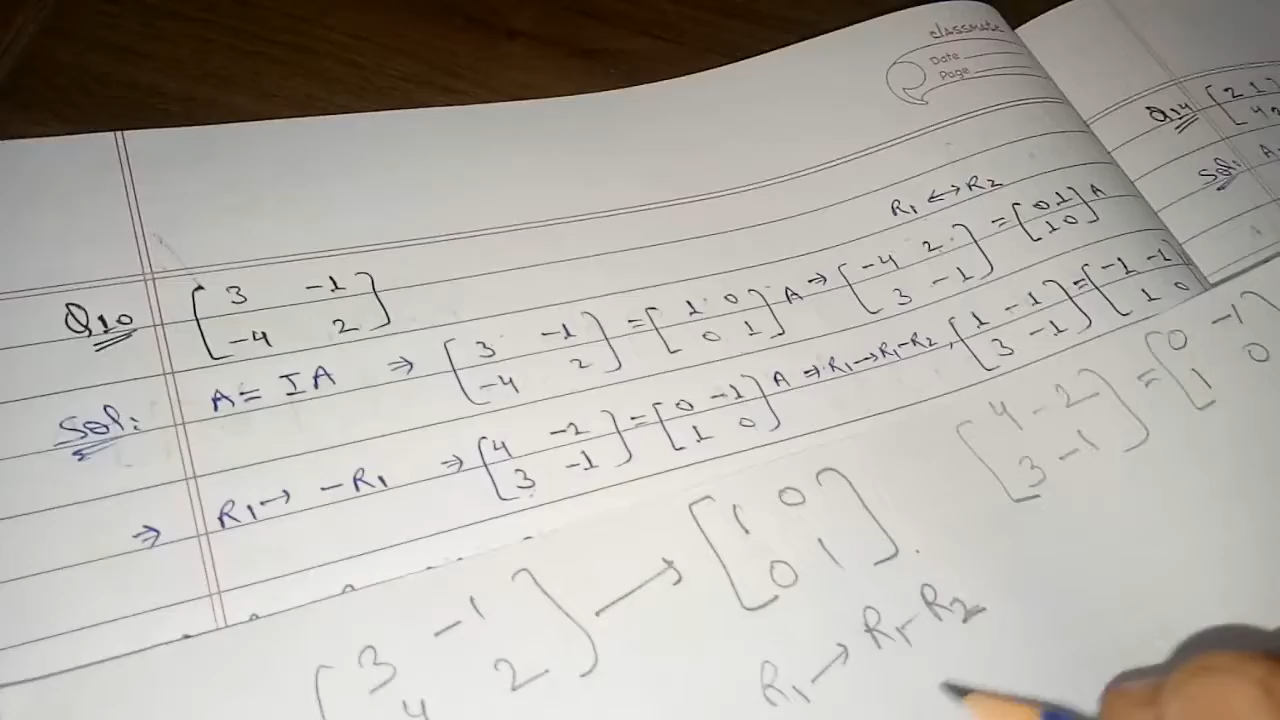 classmate
Date
Page
Q10 [3 -1
-4 2]
Sol: A = IA ⇒ [3 -1
-4 2] = [1 0
0 1] A ⇒ R1 ↔ R2
[-4 2
3 -1] = [0 1
1 0] A
⇒ R1 → -R1 ⇒ [4 -2
3 -1] = [0 -1
1 0] A ⇒ R1 → R1-R2, [1 -1
3 -1] = [-1 -1
1 0
Q14 [2 1
4 2
Sol: A
[3 -1
4 2] → [1 0
0 1].
[4 -2
3 -1] = [0 -1
1 0
R1 → R1-R2